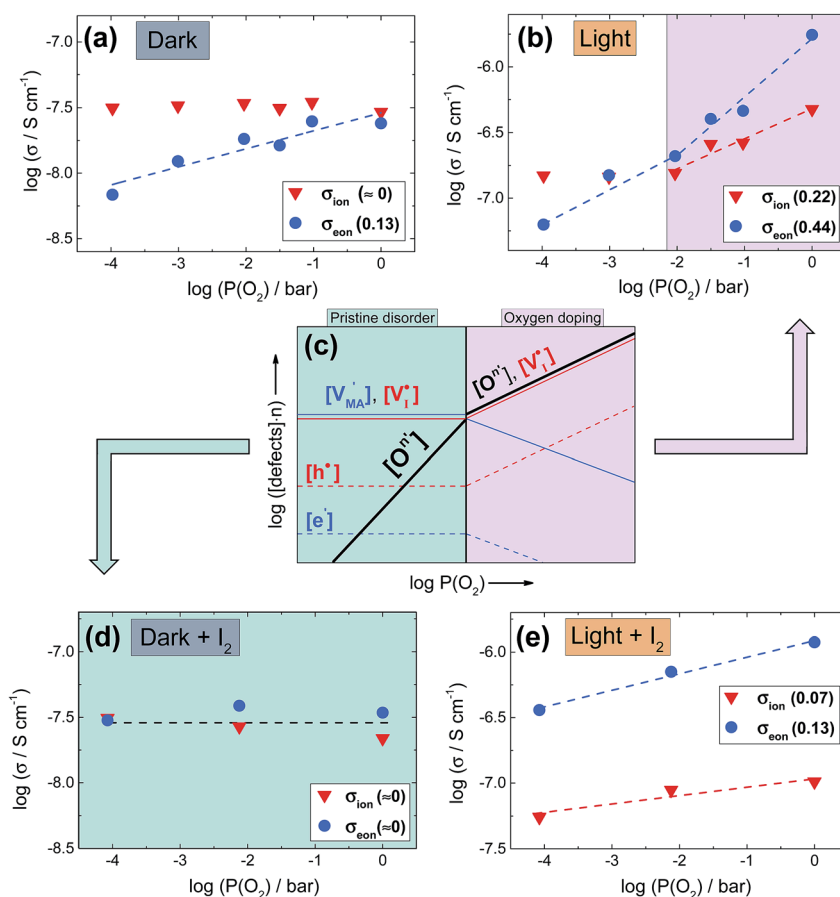 (a) Dark
-7.0
-7.5
-8.0
-8.5
log (σ / S cm⁻¹)
σion (≈ 0)
σeon (0.13)
-4 -3 -2 -1 0
log (P(O₂) / bar)
(b) Light
-6.0
-6.5
-7.0
-7.5
log (σ / S cm⁻¹)
σion (0.22)
σeon (0.44)
-4 -3 -2 -1 0
log (P(O₂) / bar)
Pristine disorder Oxygen doping
(c)
log ([defects]·n)
[V'MA], [V•I]
[Oⁿ'], [V•I]
[Oⁿ']
[h•]
[e']
log P(O₂)
(d) Dark + I₂
-7.0
-7.5
-8.0
-8.5
log (σ / S cm⁻¹)
σion (≈0)
σeon (≈0)
-4 -3 -2 -1 0
log (P(O₂) / bar)
(e) Light + I₂
-6.0
-6.5
-7.0
-7.5
log (σ / S cm⁻¹)
σion (0.07)
σeon (0.13)
-4 -3 -2 -1 0
log (P(O₂) / bar)